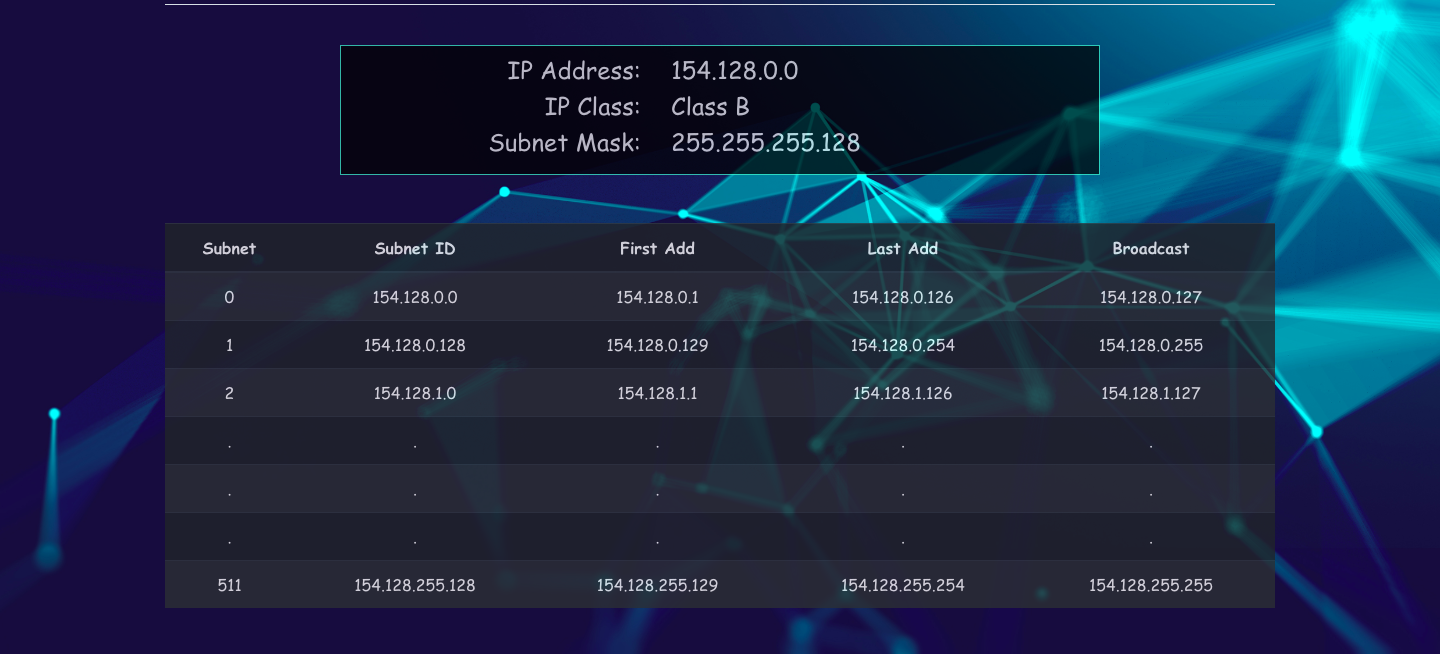 IP Address: 154.128.0.0
IP Class: Class B
Subnet Mask: 255.255.255.128
Subnet Subnet ID First Add Last Add Broadcast
0 154.128.0.0 154.128.0.1 154.128.0.126 154.128.0.127
1 154.128.0.128 154.128.0.129 154.128.0.254 154.128.0.255
2 154.128.1.0 154.128.1.1 154.128.1.126 154.128.1.127
. . . . .
. . . . .
. . . . .
511 154.128.255.128 154.128.255.129 154.128.255.254 154.128.255.255